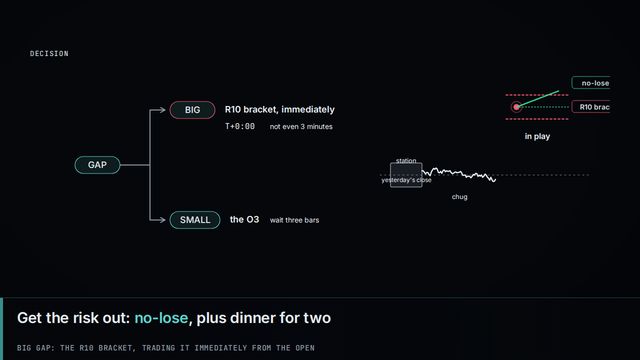 DECISION
no-lose
BIG
R10 bracket, immediately
R10 brac
T+0:00 not even 3 minutes
in play
GAP
station
yesterday's close
chug
SMALL
the O3 wait three bars
Get the risk out: no-lose, plus dinner for two
BIG GAP: THE R10 BRACKET, TRADING IT IMMEDIATELY FROM THE OPEN